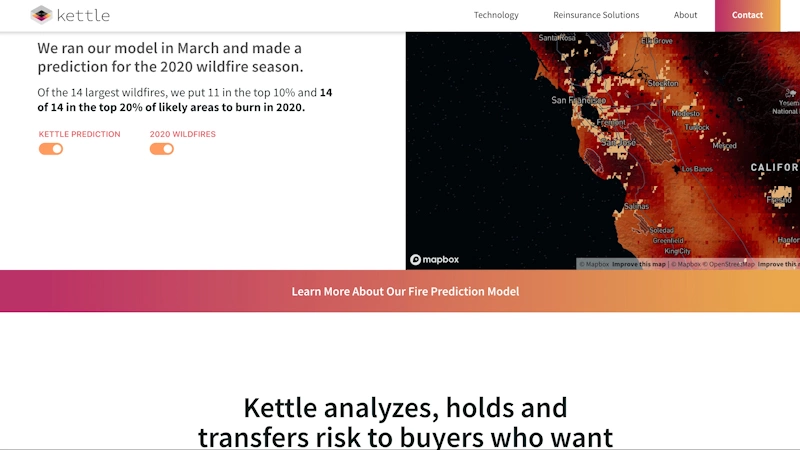 kettle
Technology
Reinsurance Solutions
About
Contact
We ran our model in March and made a
prediction for the 2020 wildfire season.
Of the 14 largest wildfires, we put 11 in the top 10% and 14
of 14 in the top 20% of likely areas to burn in 2020.
KETTLE PREDICTION
2020 WILDFIRES
Santa Rosa
Elk Grove
Stockton
San Francisco
Modesto
Fremont
Turlock
San Jose
Merced
Los Banos
CALIFOR
Fresno
Salinas
Soledad
Greenfield
King City
Hanfor
Yosem
National
mapbox
© Mapbox Improve this map | © Mapbox © OpenStreetMap Improve this
Learn More About Our Fire Prediction Model
Kettle analyzes, holds and
transfers risk to buyers who want